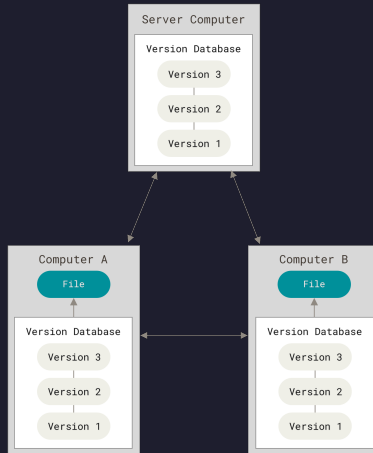 Server Computer
Version Database
Version 3
Version 2
Version 1
Computer A
File
Version Database
Version 3
Version 2
Version 1
Computer B
File
Version Database
Version 3
Version 2
Version 1